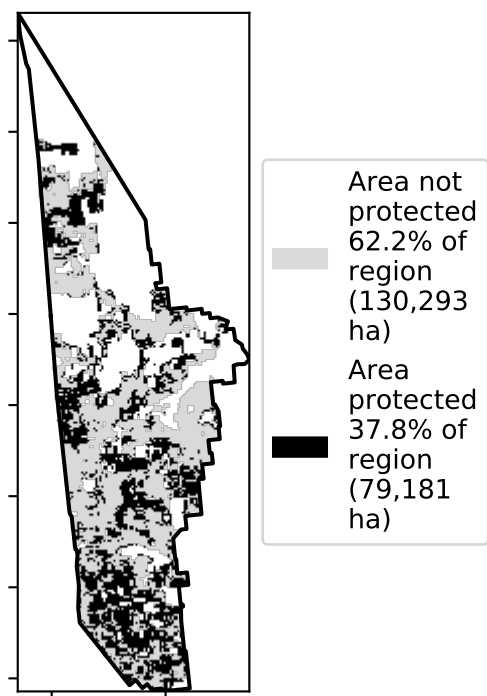 Area not
protected
62.2% of
region
(130,293
ha)
Area
protected
37.8% of
region
(79,181
ha)